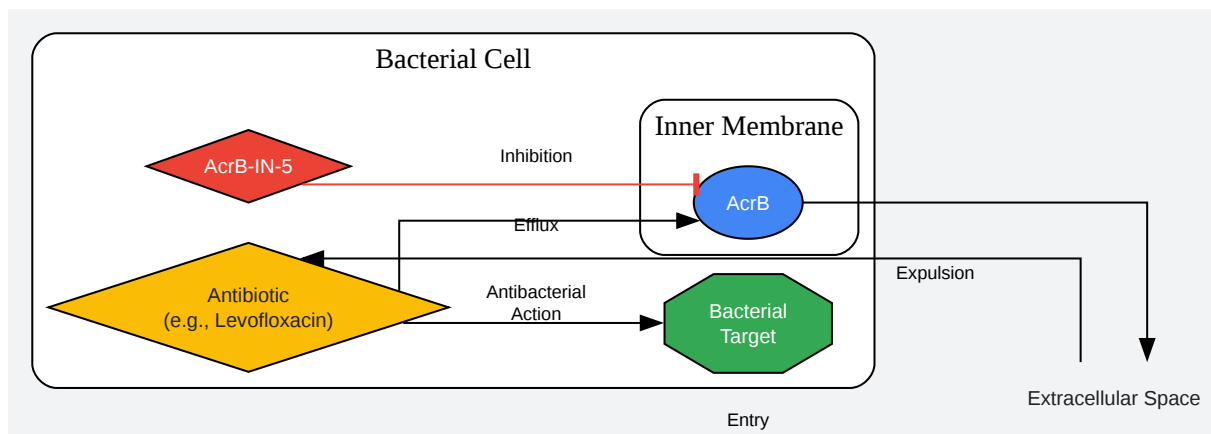 Bacterial Cell
Inner Membrane
AcrB-IN-5
Inhibition
AcrB
Efflux
Expulsion
Antibiotic
(e.g., Levofloxacin)
Antibacterial
Action
Bacterial
Target
Extracellular Space
Entry